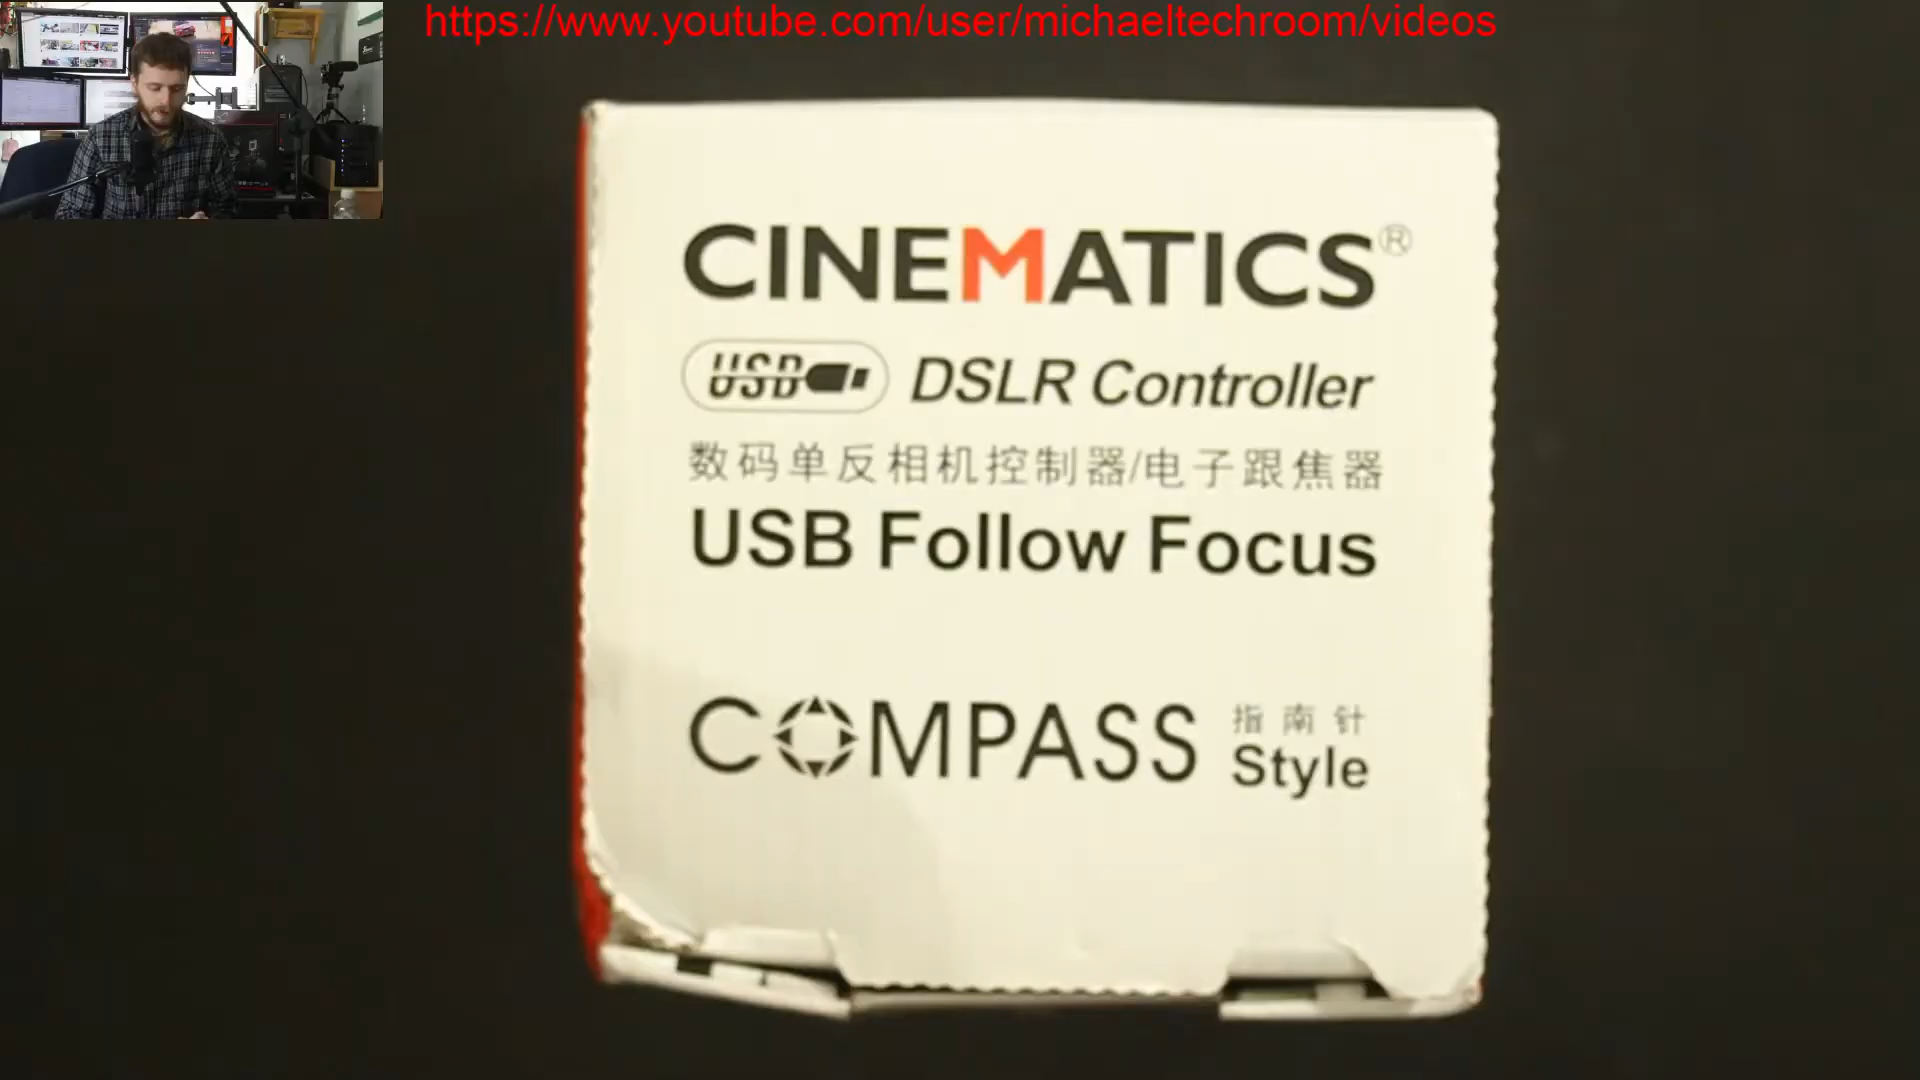 https://www.youtube.com/user/michaeltechroom/videos
CINEMATICS®
USB DSLR Controller
数码单反相机控制器/电子跟焦器
USB Follow Focus
COMPASS 指南针 Style